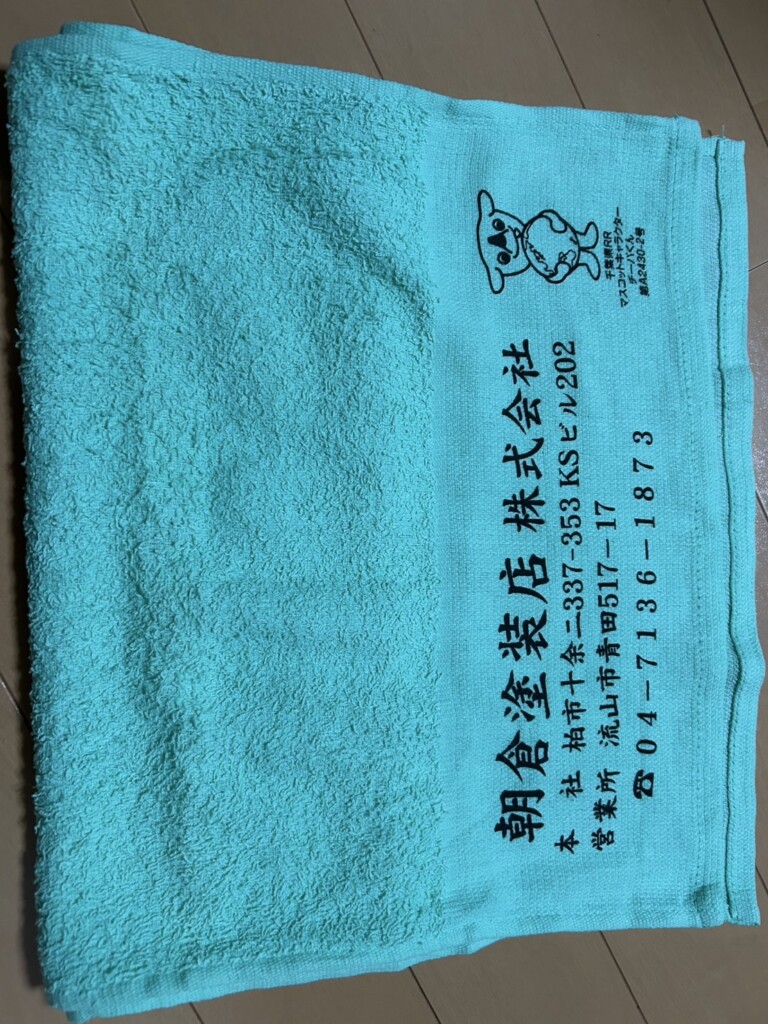 朝倉塗装店 株式会社
本 社 柏市十余二337-353 KSビル202
営業所 流山市青田517-17
☎ 04-7136-1873
マスコットキャラクター
チーバくん